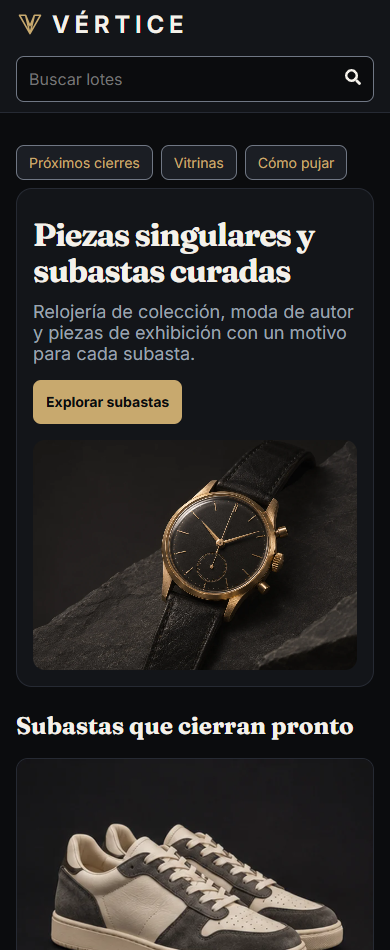 VÉRTICE
Buscar lotes
Próximos cierres
Vitrinas
Cómo pujar
Piezas singulares y
subastas curadas
Relojería de colección, moda de autor
y piezas de exhibición con un motivo
para cada subasta.
Explorar subastas
Subastas que cierran pronto